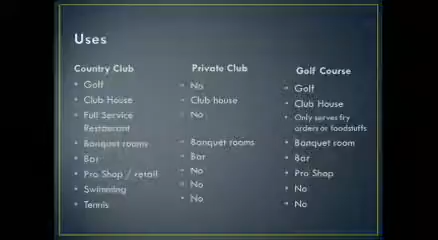 Uses
Country Club
Golf
Club House
Full Service
Restaurant
Banquet rooms
Bar
Pro Shop / retail
Swimming
Tennis
Private Club
No
Club house
No
Banquet rooms
Bar
No
No
No
Golf Course
Golf
Club House
Only serves fry
orders or foodstuffs
Banquet room
Bar
Pro Shop
No
No